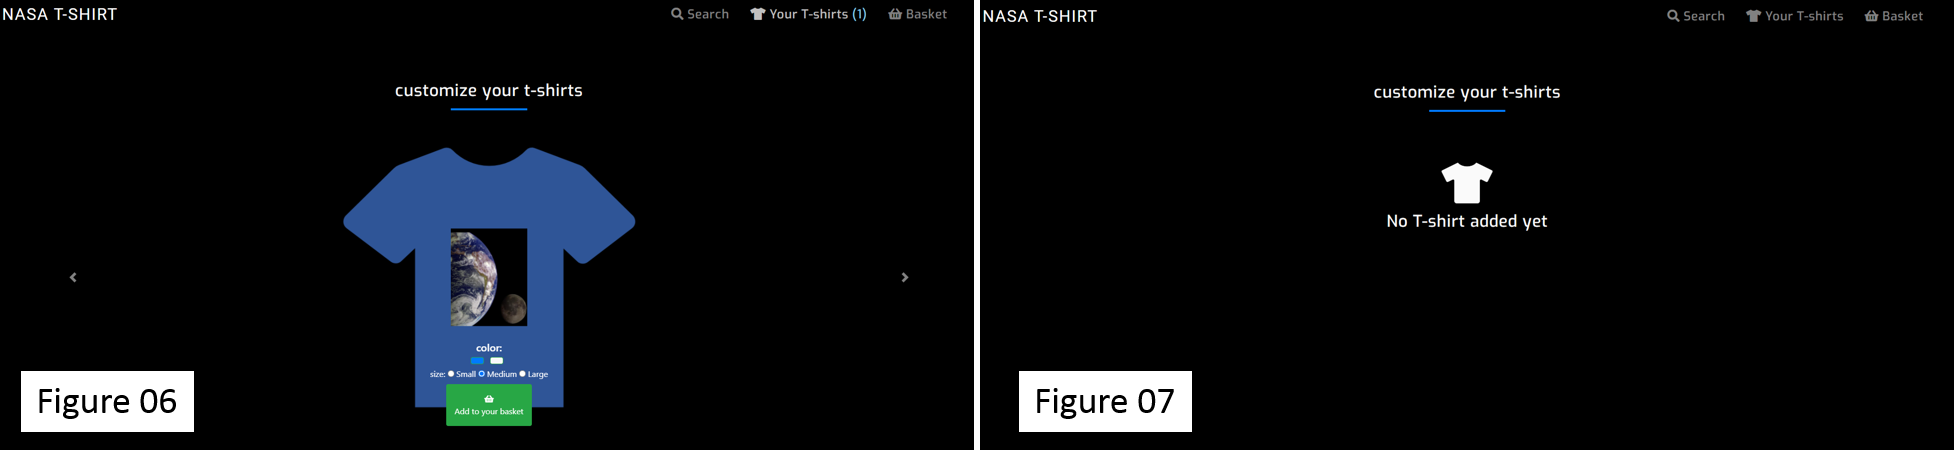 NASA T-SHIRT
Search Your T-shirts (1) Basket
customize your t-shirts
color:
size: Small Medium Large
Add to your basket
Figure 06
NASA T-SHIRT
Search Your T-shirts Basket
customize your t-shirts
No T-shirt added yet
Figure 07